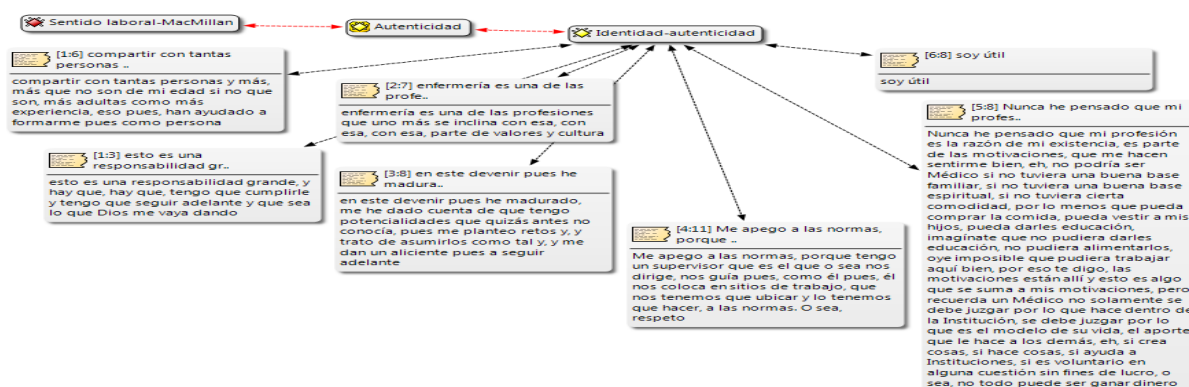 Sentido laboral-MacMillan
Autenticidad
Identidad-autenticidad
[1:6] compartir con tantas
personas ..
compartir con tantas personas y más,
más que no son de mi edad si no que
son, más adultas como más
experiencia, eso pues, han ayudado a
formarme pues como persona
[2:7] enfermería es una de las
profe..
enfermería es una de las profesiones
que uno más se inclina con esa, con
esa, con esa, parte de valores y cultura
[6:8] soy útil
soy útil
[1:3] esto es una
responsabilidad gr..
esto es una responsabilidad grande, y
hay que, hay que, tengo que cumplirle
y tengo que seguir adelante y que sea
lo que Dios me vaya dando
[3:8] en este devenir pues he
madura..
en este devenir pues he madurado,
me he dado cuenta de que tengo
potencialidades que quizás antes no
conocía, pues me planteo retos y, y
trato de asumirlos como tal y, y me
dan un aliciente pues a seguir
adelante
[4:11] Me apego a las normas,
porque ..
Me apego a las normas, porque tengo
un supervisor que es el que o sea nos
dirige, nos guía pues, como él pues, él
nos coloca en sitios de trabajo, que
nos tenemos que ubicar y lo tenemos
que hacer, a las normas. O sea,
respeto
[5:8] Nunca he pensado que mi
profes..
Nunca he pensado que mi profesión
es la razón de mi existencia, es parte
de las motivaciones, que me hacen
sentirme bien, eh, no podría ser
Médico si no tuviera una buena base
familiar, si no tuviera una buena base
espiritual, si no tuviera cierta
comodidad, por lo menos que pueda
comprar la comida, pueda vestir a mis
hijos, pueda darles educación,
imagínate que no pudiera darles
educación, no pudiera alimentarlos,
oye imposible que pudiera trabajar
aquí bien, por eso te digo, las
motivaciones están allí y esto es algo
que se suma a mis motivaciones, pero
recuerda un Médico no solamente se
debe juzgar por lo que hace dentro de
la Institución, se debe juzgar por lo
que es el modelo de su vida, el aporte
que le hace a los demás, eh, si crea
cosas, si hace cosas, si ayuda a
Instituciones, si es voluntario en
alguna cuestión sin fines de lucro, o
sea, no todo puede ser ganar dinero